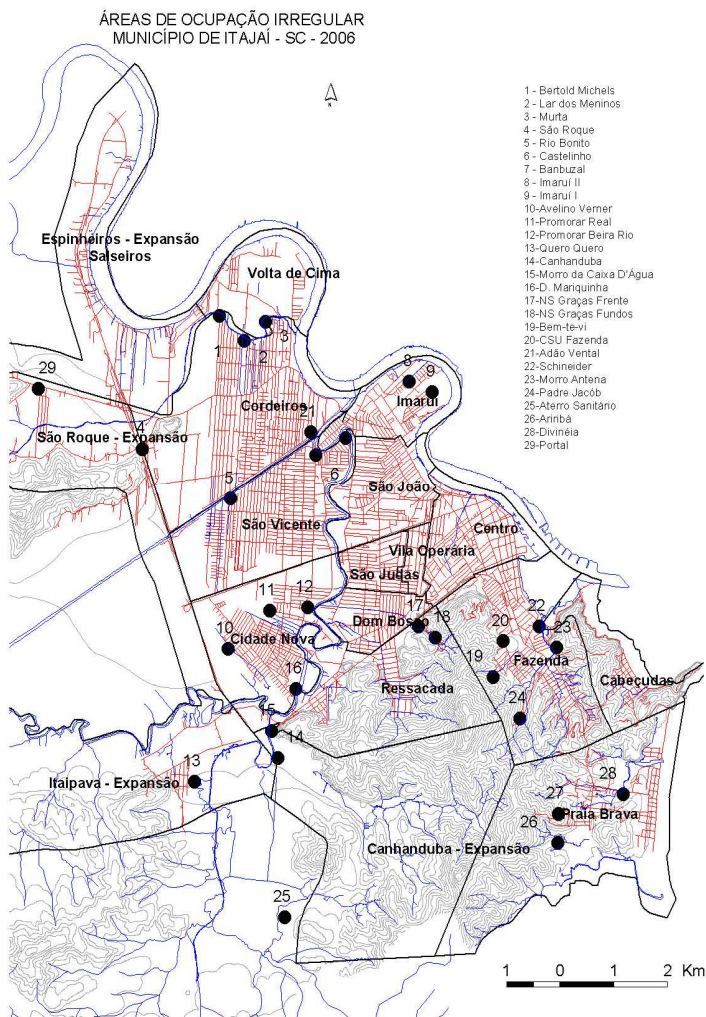 ÁREAS DE OCUPAÇÃO IRREGULAR
MUNICÍPIO DE ITAJAÍ - SC - 2006
N
1 - Bertold Michels
2 - Lar dos Meninos
3 - Murta
4 - São Roque
5 - Rio Bonito
6 - Castelinho
7 - Banbuzal
8 - Imaruí II
9 - Imaruí I
10-Avelino Verner
11-Promorar Real
12-Promorar Beira Rio
13-Quero Quero
14-Canhanduba
15-Morro da Caixa D'Água
16-D. Mariquinha
17-NS Graças Frente
18-NS Graças Fundos
19-Bem-te-vi
20-CSU Fazenda
21-Adão Vental
22-Schineider
23-Morro Antena
24-Padre Jacób
25-Aterro Sanitário
26-Ariribá
28-Divinéia
29-Portal
Espinheiros - Expansão
Salseiros
Volta de Cima
1
2
3
29
8
9
Imaruí
Cordeiros
21
7
4
São Roque - Expansão
6
5
São João
São Vicente
Centro
Vila Operária
São Judas
11
12
17
18
Dom Bosco
22
20
23
10
Cidade Nova
Fazenda
19
16
Ressacada
Cabeçudas
24
15
14
13
Itaipava - Expansão
28
27
Praia Brava
26
Canhanduba - Expansão
25
1 0 1 2 Km